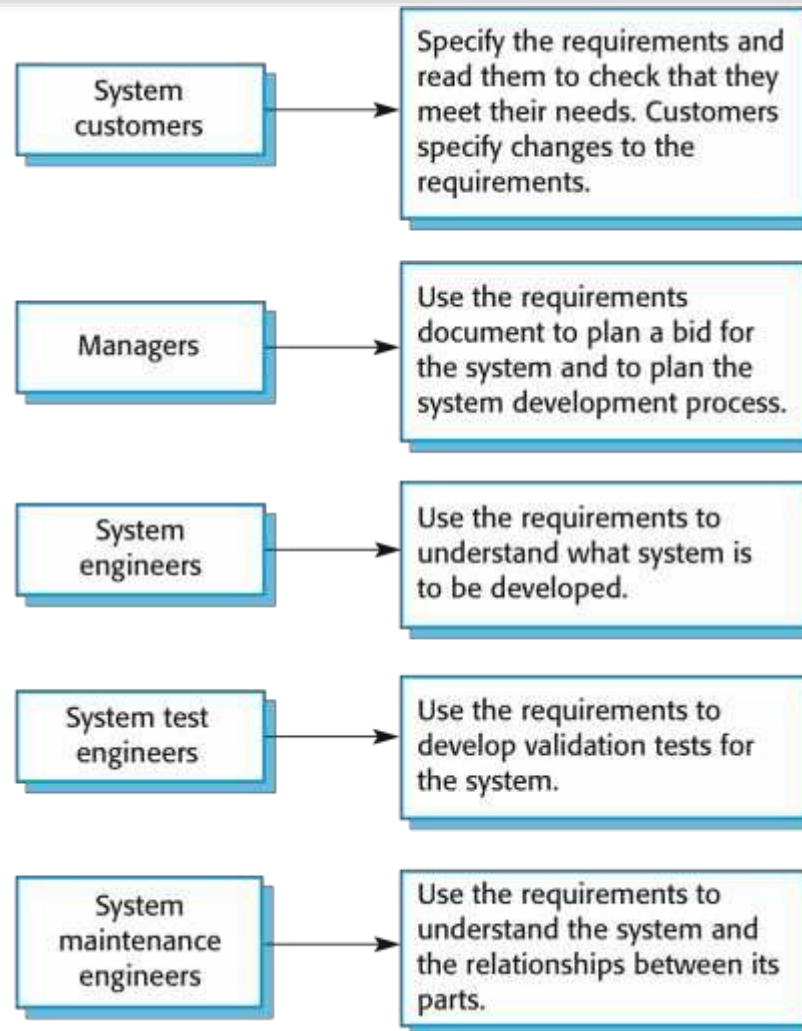 System
customers
Specify the requirements and
read them to check that they
meet their needs. Customers
specify changes to the
requirements.
Managers
Use the requirements
document to plan a bid for
the system and to plan the
system development process.
System
engineers
Use the requirements to
understand what system is
to be developed.
System test
engineers
Use the requirements to
develop validation tests for
the system.
System
maintenance
engineers
Use the requirements to
understand the system and
the relationships between its
parts.